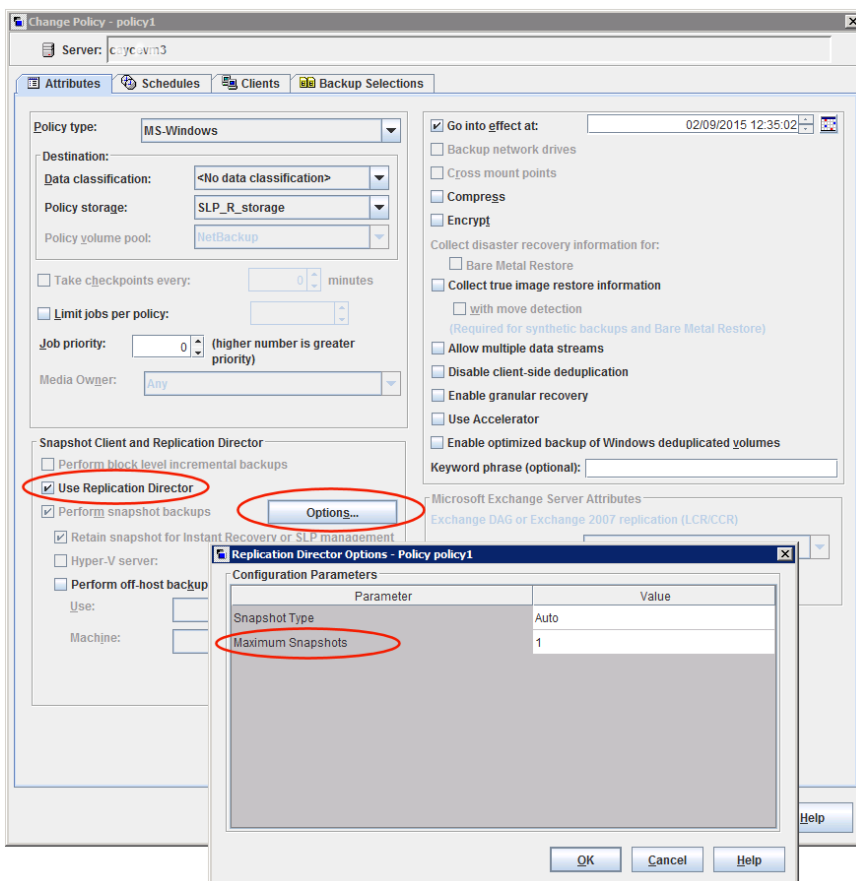 Change Policy - policy1
Server: caycevm3
Attributes
Schedules
Clients
Backup Selections
Policy type:
MS-Windows
Destination:
Data classification:
<No data classification>
Policy storage:
SLP_R_storage
Policy volume pool:
NetBackup
Take checkpoints every:
0
minutes
Limit jobs per policy:
Job priority:
0
(higher number is greater
priority)
Media Owner:
Any
Snapshot Client and Replication Director
Perform block level incremental backups
Use Replication Director
Perform snapshot backups
Options...
Retain snapshot for Instant Recovery or SLP management
Hyper-V server:
Perform off-host backup
Use:
Machine:
Go into effect at:
02/09/2015 12:35:02
Backup network drives
Cross mount points
Compress
Encrypt
Collect disaster recovery information for:
Bare Metal Restore
Collect true image restore information
with move detection
(Required for synthetic backups and Bare Metal Restore)
Allow multiple data streams
Disable client-side deduplication
Enable granular recovery
Use Accelerator
Enable optimized backup of Windows deduplicated volumes
Keyword phrase (optional):
Microsoft Exchange Server Attributes
Exchange DAG or Exchange 2007 replication (LCR/CCR)
Help
Replication Director Options - Policy policy1
Configuration Parameters
Parameter
Value
Snapshot Type
Auto
Maximum Snapshots
1
OK
Cancel
Help